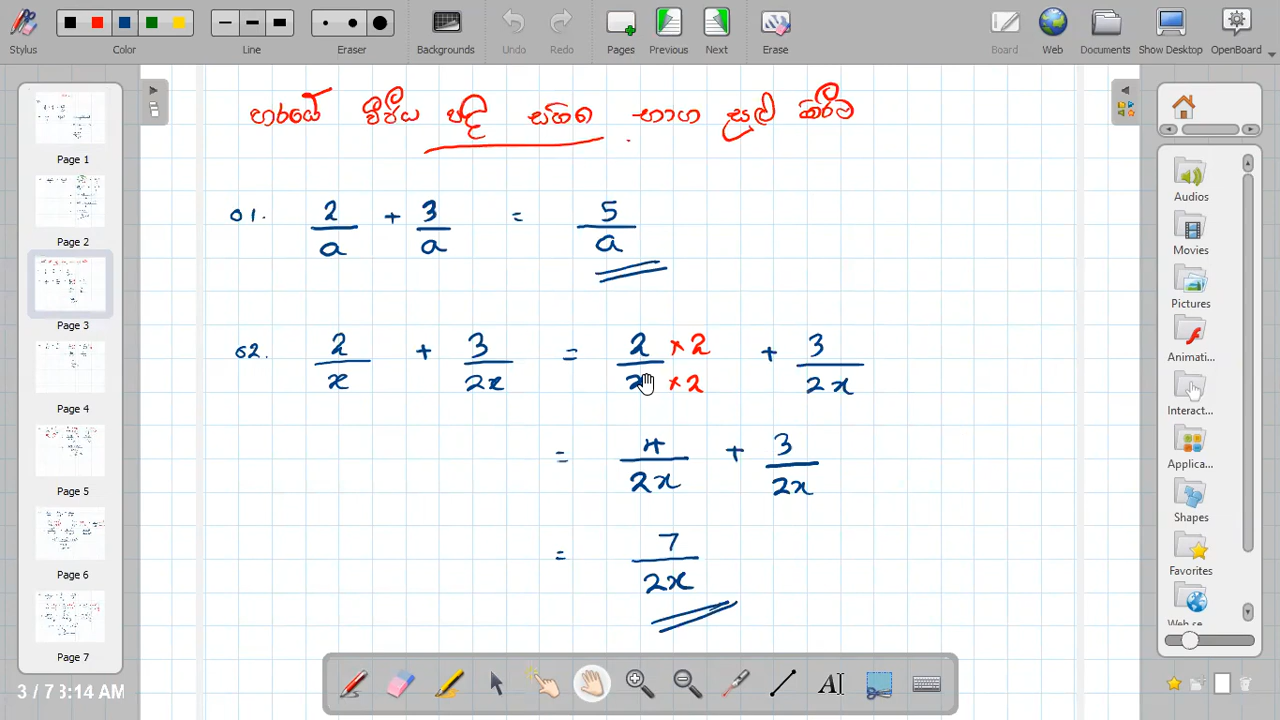 Stylus Color Line Eraser Backgrounds Undo Redo Pages Previous Next Erase Board Web Documents Show Desktop OpenBoard
Page 1
Page 2
Page 3
Page 4
Page 5
Page 6
Page 7
හරයේ වීජීය පද සහිත භාග සුළු කිරීම
01. 2/a + 3/a = 5/a
02. 2/x + 3/2x = 2 × 2 / × 2 + 3/2x
= 4/2x + 3/2x
= 7/2x
Audios
Movies
Pictures
Animati...
Interact...
Applica...
Shapes
Favorites
Web se...
3 / 7 3:14 AM